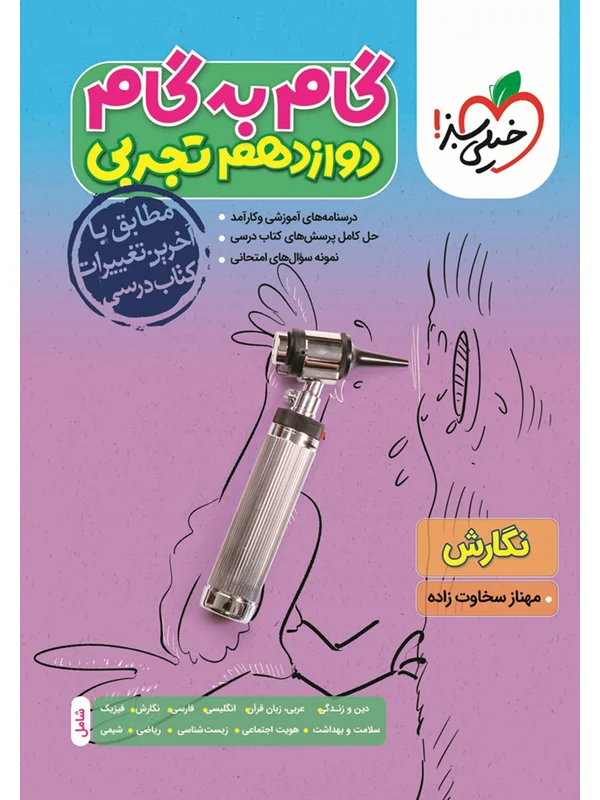 خیلی سبز!
گام به گام
دوازدهم تجربی
مطابق با
آخرین تغییرات
کتاب درسی
• درسنامه‌های آموزشی و کارآمد
• حل کامل پرسش‌های کتاب درسی
• نمونه سؤال‌های امتحانی
نگارش
• مهناز سخاوت زاده
شامل
دین و زندگی • عربی، زبان قرآن • انگلیسی • فارسی • نگارش • فیزیک
سلامت و بهداشت • هویت اجتماعی • زیست‌شناسی • ریاضی • شیمی